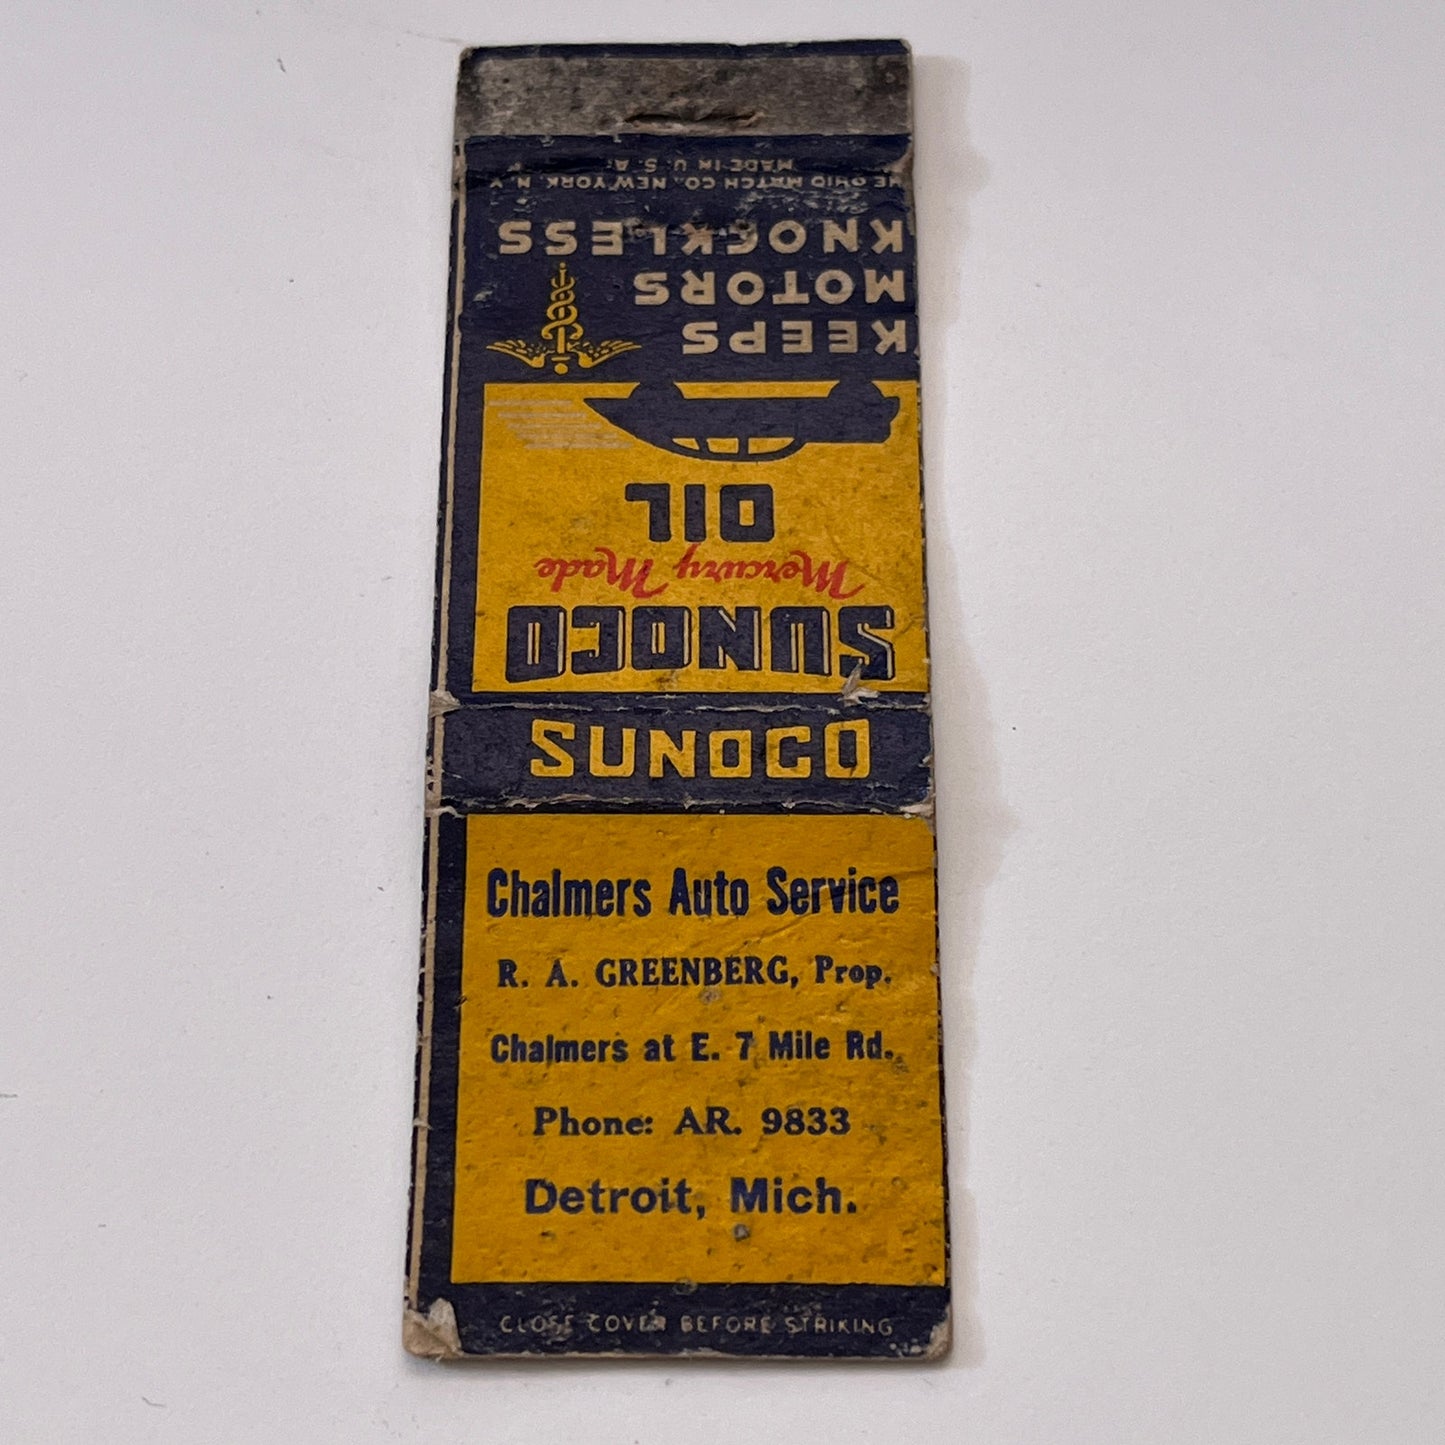 SUNOCO
Mercury Made
OIL
KEEPS
MOTORS
KNOCKLESS
OHIO MATCH CO., NEW YORK, N. Y.
MADE IN U. S. A.
SUNOCO
Chalmers Auto Service
R. A. GREENBERG, Prop.
Chalmers at E. 7 Mile Rd.
Phone: AR. 9833
Detroit, Mich.
CLOSE COVER BEFORE STRIKING